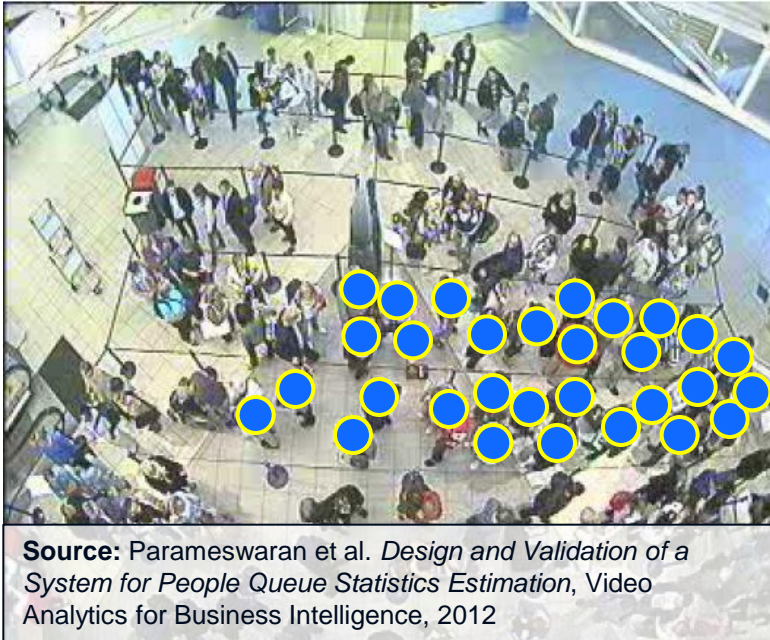 Source: Parameswaran et al. Design and Validation of a
System for People Queue Statistics Estimation, Video
Analytics for Business Intelligence, 2012